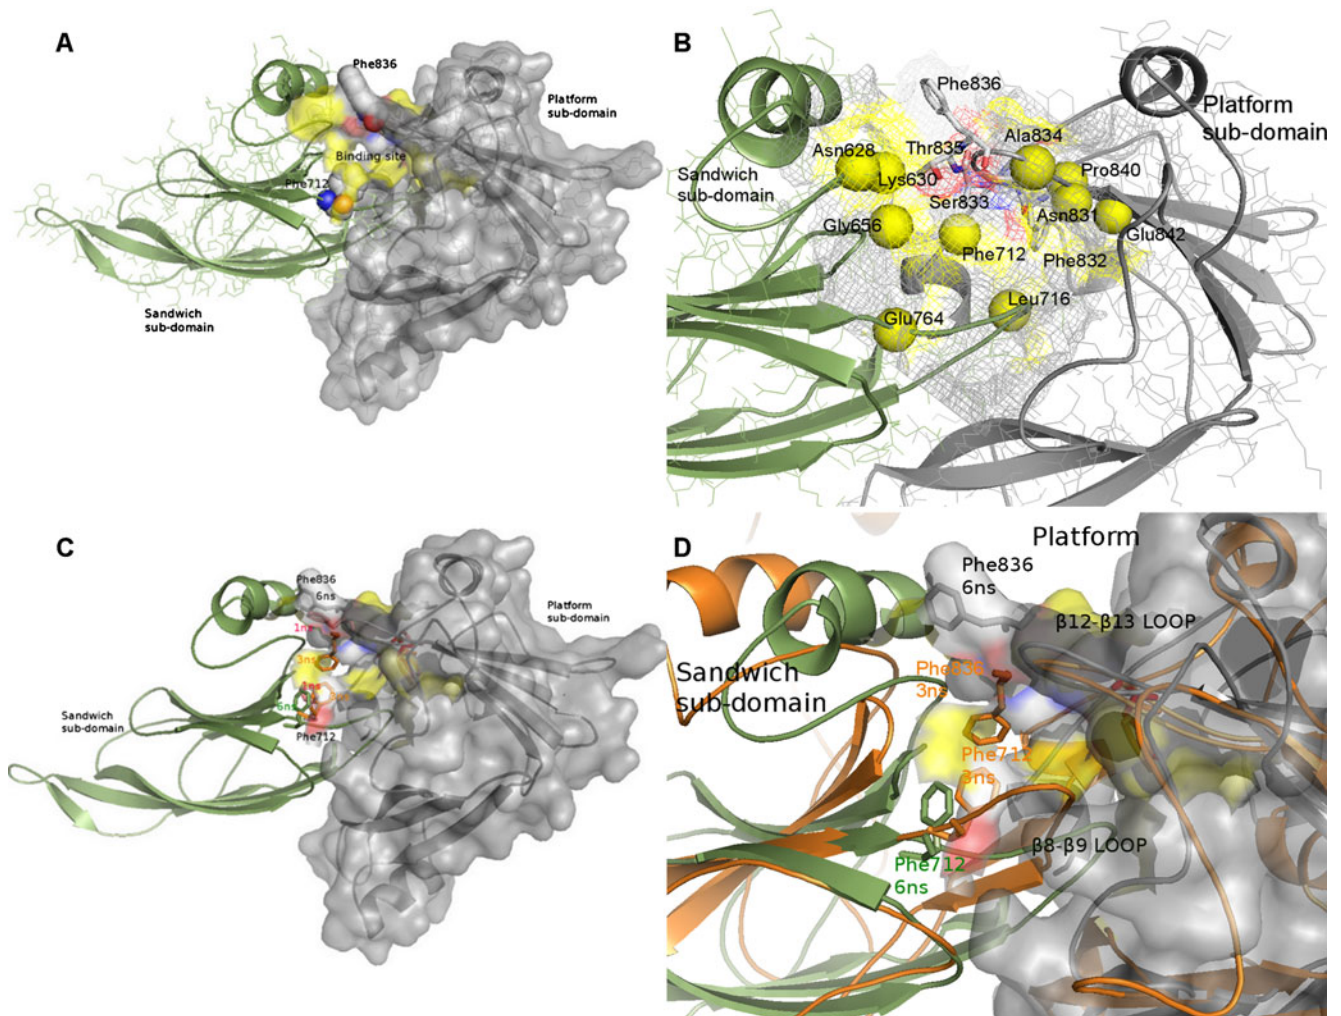 A
Phe836
Platform
sub-domain
Binding site
Phe712
Sandwich
sub-domain
B
Phe836
Platform
sub-domain
Ala834
Thr835
Asn628
Pro840
Sandwich
sub-domain
Lys630
Ser833
Asn831
Gly656
Glu842
Phe712
Phe832
Leu716
Glu764
C
Phe836
6ns
1ns
3ns
Platform
sub-domain
6ns
Phe712
Sandwich
sub-domain
D
Platform
Phe836
6ns
β12-β13 LOOP
Sandwich
sub-domain
Phe836
3ns
Phe712
3ns
β8-β9 LOOP
Phe712
6ns